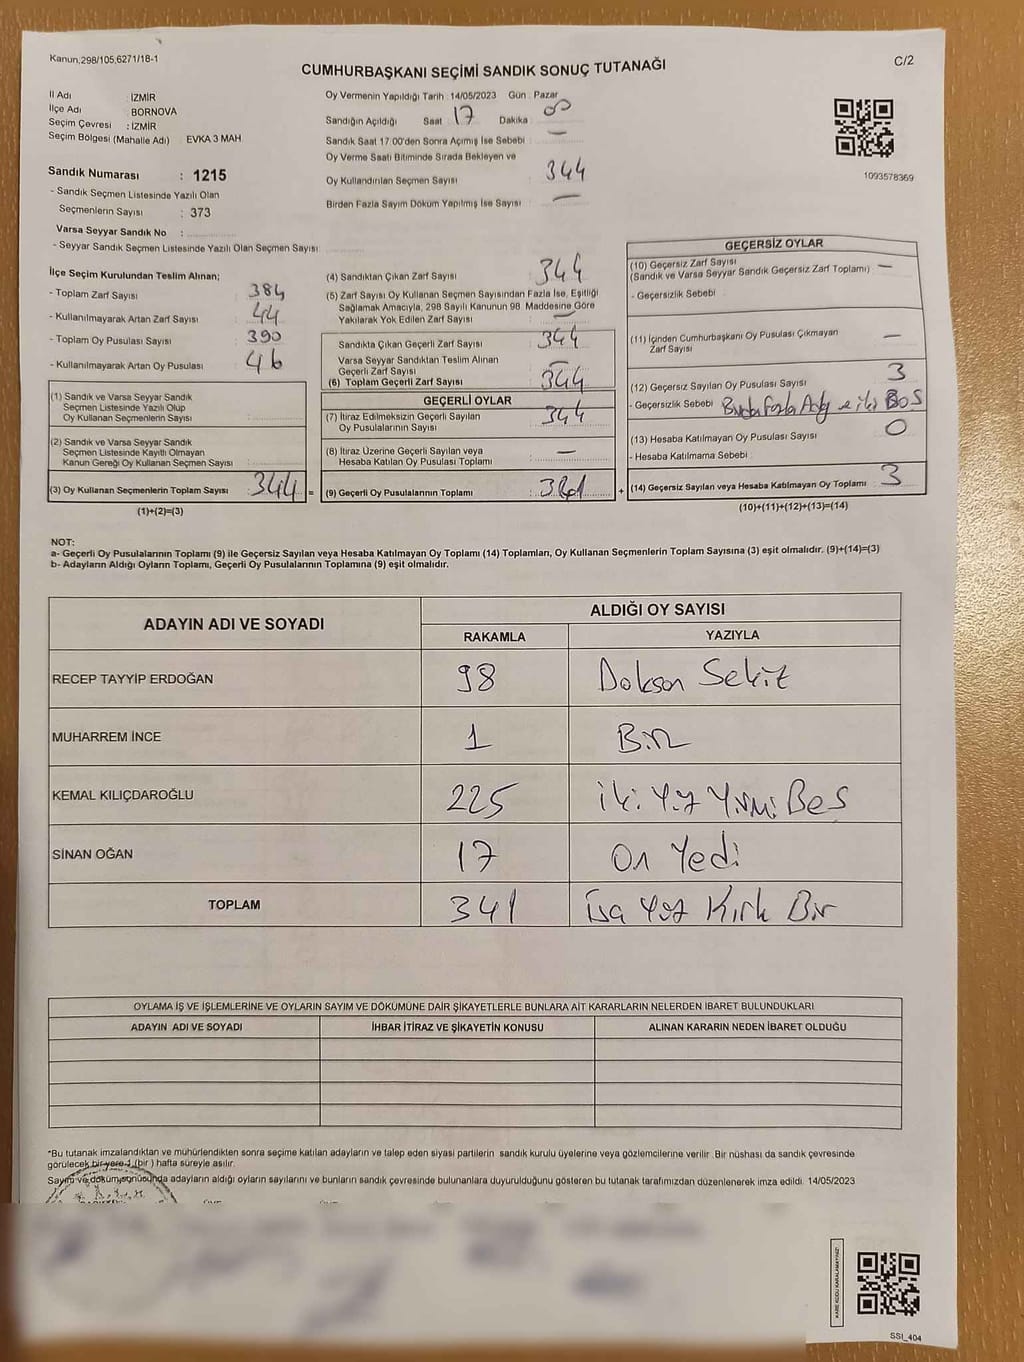 Kanun,298/105,6271/18-1
C/2
CUMHURBAŞKANI SEÇİMİ SANDIK SONUÇ TUTANAĞI
İl Adı : İZMİR
İlçe Adı : BORNOVA
Seçim Çevresi : İZMİR
Seçim Bölgesi (Mahalle Adı) EVKA 3 MAH
Sandık Numarası : 1215
- Sandık Seçmen Listesinde Yazılı Olan
Seçmenlerin Sayısı : 373
Varsa Seyyar Sandık No :
- Seyyar Sandık Seçmen Listesinde Yazılı Olan Seçmen Sayısı:
Oy Vermenin Yapıldığı Tarih : 14/05/2023 Gün : Pazar
Sandığın Açıldığı Saat : 17 Dakika : 00
Sandık Saat 17.00'den Sonra Açımış İse Sebebi : —
Oy Verme Saati Bitiminde Sırada Bekleyen ve
Oy Kullandırılan Seçmen Sayısı : 344
Birden Fazla Sayım Döküm Yapılmış İse Sayısı : —
1093578369
İlçe Seçim Kurulundan Teslim Alınan;
- Toplam Zarf Sayısı : 384
- Kullanılmayarak Artan Zarf Sayısı : 44
- Toplam Oy Pusulası Sayısı : 390
- Kullanılmayarak Artan Oy Pusulası : 46
(1) Sandık ve Varsa Seyyar Sandık
Seçmen Listesinde Yazılı Olup
Oy Kullanan Seçmenlerin Sayısı :
(2) Sandık ve Varsa Seyyar Sandık
Seçmen Listesinde Kayıtlı Olmayan
Kanun Gereği Oy Kullanan Seçmen Sayısı :
(3) Oy Kullanan Seçmenlerin Toplam Sayısı : 344 =
(1)+(2)=(3)
(4) Sandıktan Çıkan Zarf Sayısı : 344
(5) Zarf Sayısı Oy Kullanan Seçmen Sayısından Fazla İse, Eşitliği
Sağlamak Amacıyla, 298 Sayılı Kanunun 98. Maddesine Göre
Yakılarak Yok Edilen Zarf Sayısı : —
Sandıkta Çıkan Geçerli Zarf Sayısı : 344
Varsa Seyyar Sandıktan Teslim Alınan
Geçerli Zarf Sayısı : —
(6) Toplam Geçerli Zarf Sayısı : 344
GEÇERLİ OYLAR
(7) İtiraz Edilmeksizin Geçerli Sayılan
Oy Pusulalarının Sayısı : 344
(8) İtiraz Üzerine Geçerli Sayılan veya
Hesaba Katılan Oy Pusulası Toplamı : —
(9) Geçerli Oy Pusulalarının Toplamı : 341 +
GEÇERSİZ OYLAR
(10) Geçersiz Zarf Sayısı
(Sandık ve Varsa Seyyar Sandık Geçersiz Zarf Toplamı) : —
- Geçersizlik Sebebi :
(11) İçinden Cumhurbaşkanı Oy Pusulası Çıkmayan
Zarf Sayısı : —
(12) Geçersiz Sayılan Oy Pusulası Sayısı : 3
- Geçersizlik Sebebi : Birden Fazla Aday ve iki BOŞ
(13) Hesaba Katılmayan Oy Pusulası Sayısı : 0
- Hesaba Katılmama Sebebi :
(14) Geçersiz Sayılan veya Hesaba Katılmayan Oy Toplamı : 3
(10)+(11)+(12)+(13)=(14)
NOT:
a- Geçerli Oy Pusulalarının Toplamı (9) ile Geçersiz Sayılan veya Hesaba Katılmayan Oy Toplamı (14) Toplamları, Oy Kullanan Seçmenlerin Toplam Sayısına (3) eşit olmalıdır. (9)+(14)=(3)
b- Adayların Aldığı Oyların Toplamı, Geçerli Oy Pusulalarının Toplamına (9) eşit olmalıdır.
ADAYIN ADI VE SOYADI ALDIĞI OY SAYISI
RAKAMLA YAZIYLA
RECEP TAYYİP ERDOĞAN 98 Doksan Sekiz
MUHARREM İNCE 1 Bir
KEMAL KILIÇDAROĞLU 225 iki Yüz Yirmi Beş
SİNAN OĞAN 17 On Yedi
TOPLAM 341 Üç Yüz Kırk Bir
OYLAMA İŞ VE İŞLEMLERİNE VE OYLARIN SAYIM VE DÖKÜMÜNE DAİR ŞİKAYETLERLE BUNLARA AİT KARARLARIN NELERDEN İBARET BULUNDUKLARI
ADAYIN ADI VE SOYADI İHBAR İTİRAZ VE ŞİKAYETİN KONUSU ALINAN KARARIN NEDEN İBARET OLDUĞU
*Bu tutanak imzalandıktan ve mühürlendikten sonra seçime katılan adayların ve talep eden siyasi partilerin sandık kurulu üyelerine veya gözlemcilerine verilir. Bir nüshası da sandık çevresinde
görülecek bir yere 1 (bir) hafta süreyle asılır.
Sayım ve dökümü sonunda adayların aldığı oyların sayılarını ve bunların sandık çevresinde bulunanlara duyurulduğunu gösteren bu tutanak tarafımızdan düzenlenerek imza edildi. 14/05/2023
KARE KODU KARALAMAYINIZ!
SSI_404